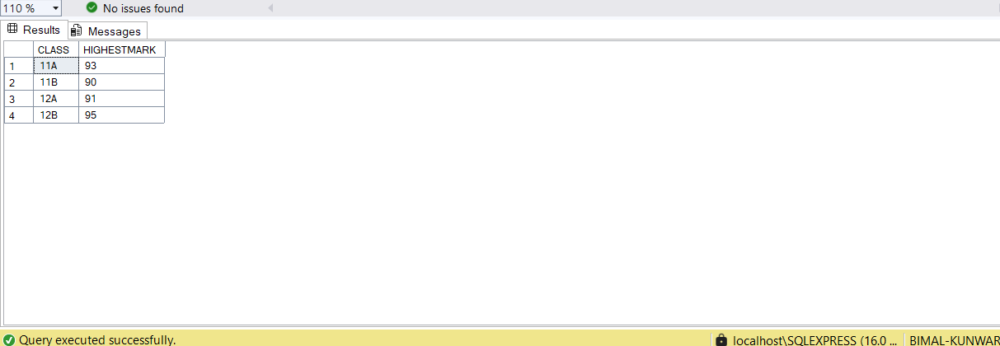 110 % No issues found
Results Messages
CLASS HIGHESTMARK
1 11A 93
2 11B 90
3 12A 91
4 12B 95
Query executed successfully. localhost\SQLEXPRESS (16.0 ... BIMAL-KUNWAR